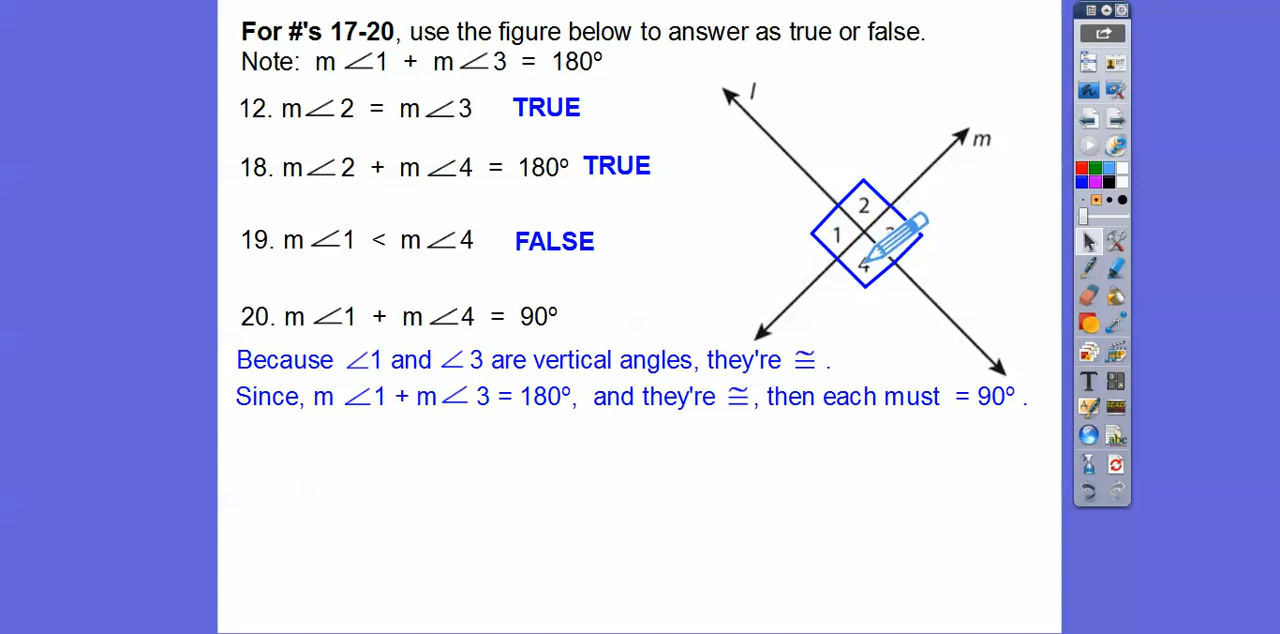 For #'s 17-20, use the figure below to answer as true or false.
Note: m ∠1 + m ∠3 = 180º
12. m∠2 = m∠3 TRUE
18. m∠2 + m∠4 = 180º TRUE
19. m∠1 < m∠4 FALSE
20. m∠1 + m∠4 = 90º
Because ∠1 and ∠3 are vertical angles, they're ≅ .
Since, m ∠1 + m∠ 3 = 180º, and they're ≅, then each must = 90º .
l
m
2
1
4